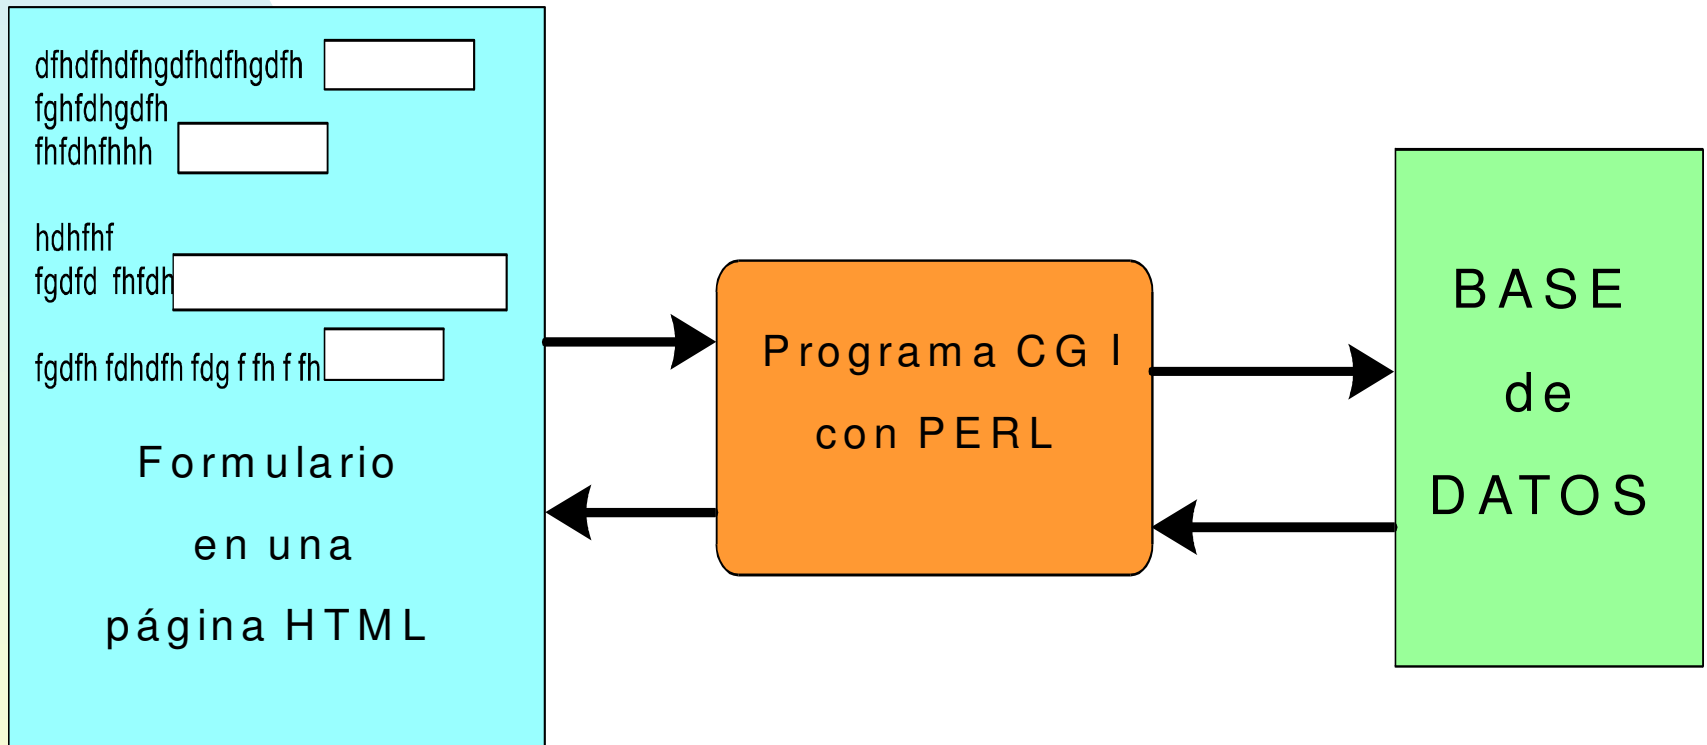 dfhdfhdfhgdfhdfhgdfh
fghfdhgdfh
fhfdhfhhh
hdhfhf
fgdfd fhfdh
fgdfh fdhdfh fdg f fh f fh
Formulario
en una
página HTML
Programa CGI
con PERL
BASE
de
DATOS